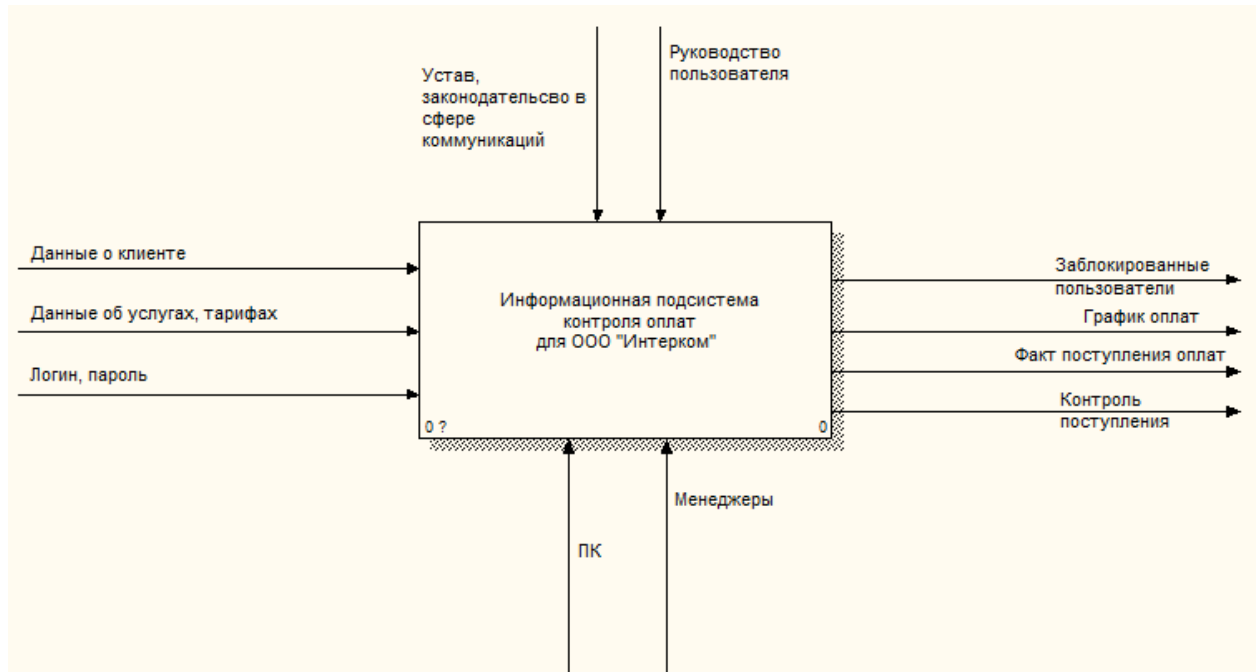 Устав,
законодательсво в
сфере
коммуникаций
Руководство
пользователя
Данные о клиенте
Данные об услугах, тарифах
Логин, пароль
Информационная подсистема
контроля оплат
для ООО "Интерком"
0 ?
0
Заблокированные
пользователи
График оплат
Факт поступления оплат
Контроль
поступления
Менеджеры
ПК